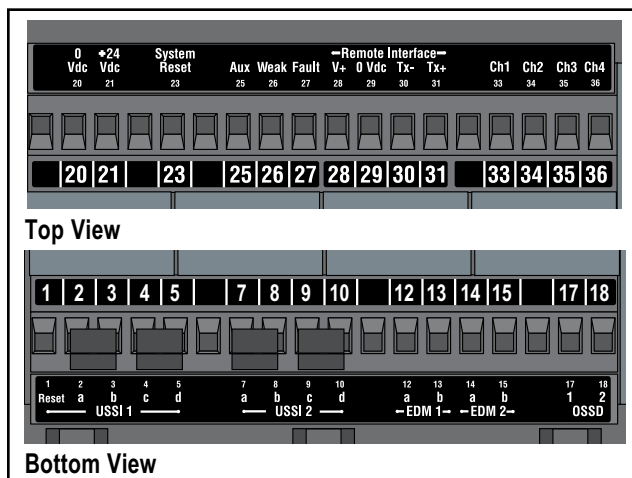 0 Vdc 20 +24 Vdc 21 System Reset 23 Aux 25 Weak 26 Fault 27 Remote Interface V+ 28 0 Vdc 29 Tx- 30 Tx+ 31 Ch1 33 Ch2 34 Ch3 35 Ch4 36
20 21 23 25 26 27 28 29 30 31 33 34 35 36
Top View
1 2 3 4 5 7 8 9 10 12 13 14 15 17 18
1 2 3 4 5 7 8 9 10 12 13 14 15 17 18
Reset a b c d a b c d a b a b 1 2
USSI 1 USSI 2 EDM 1 EDM 2 OSSD
Bottom View